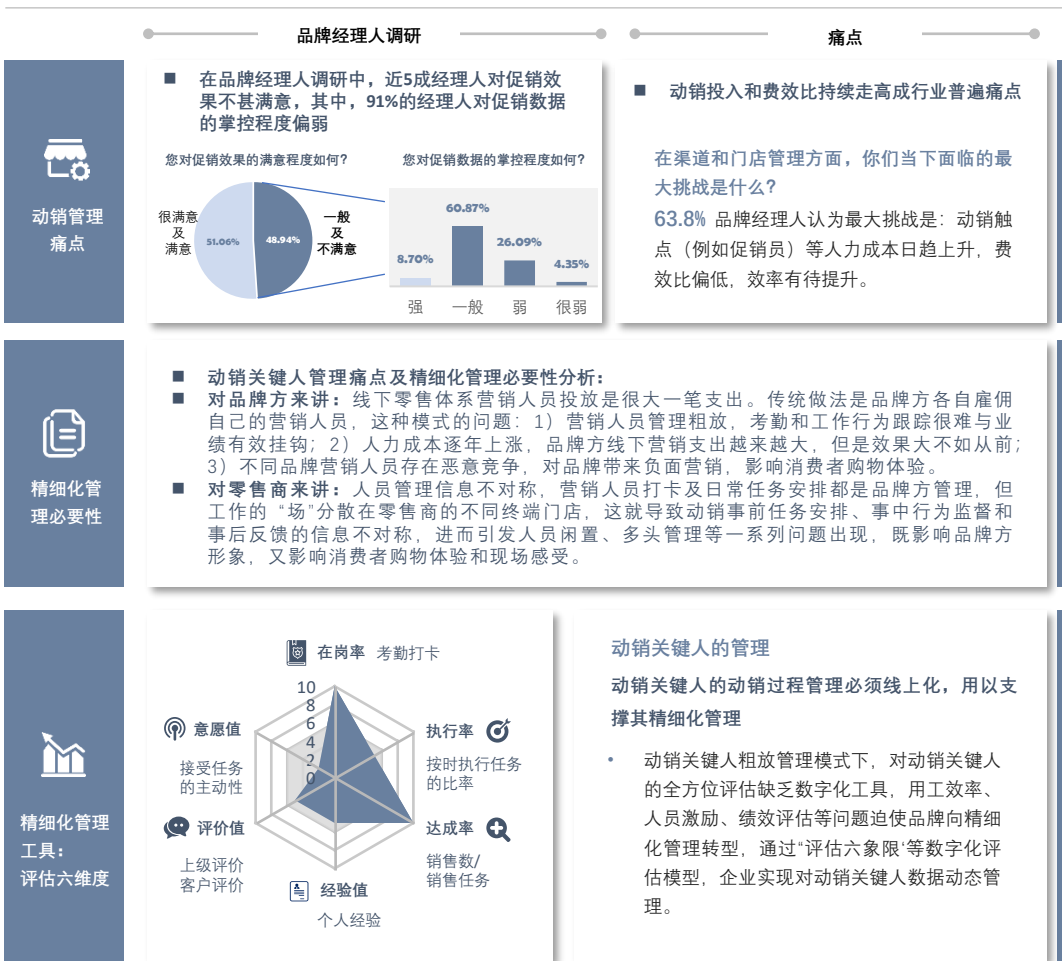 品牌经理人调研
痛点
动销管理
痛点
■ 在品牌经理人调研中，近5成经理人对促销效
果不甚满意，其中，91%的经理人对促销数据
的掌控程度偏弱
您对促销效果的满意程度如何？
很满意
及
满意
51.06%
48.94%
一般
及
不满意
您对促销数据的掌控程度如何？
8.70%
60.87%
26.09%
4.35%
强 一般 弱 很弱
■ 动销投入和费效比持续走高成行业普遍痛点
在渠道和门店管理方面，你们当下面临的最
大挑战是什么？
63.8% 品牌经理人认为最大挑战是：动销触
点（例如促销员）等人力成本日趋上升，费
效比偏低，效率有待提升。
精细化管
理必要性
■ 动销关键人管理痛点及精细化管理必要性分析：
■ 对品牌方来讲：线下零售体系营销人员投放是很大一笔支出。传统做法是品牌方各自雇佣
自己的营销人员，这种模式的问题：1）营销人员管理粗放，考勤和工作行为跟踪很难与业
绩有效挂钩；2）人力成本逐年上涨，品牌方线下营销支出越来越大，但是效果大不如从前；
3）不同品牌营销人员存在恶意竞争，对品牌带来负面营销，影响消费者购物体验。
■ 对零售商来讲：人员管理信息不对称，营销人员打卡及日常任务安排都是品牌方管理，但
工作的“场”分散在零售商的不同终端门店，这就导致动销事前任务安排、事中行为监督和
事后反馈的信息不对称，进而引发人员闲置、多头管理等一系列问题出现，既影响品牌方
形象，又影响消费者购物体验和现场感受。
精细化管理
工具：
评估六维度
在岗率 考勤打卡
10
8
6
4
2
0
意愿值
接受任务
的主动性
评价值
上级评价
客户评价
执行率
按时执行任务
的比率
达成率
销售数/
销售任务
经验值
个人经验
动销关键人的管理
动销关键人的动销过程管理必须线上化，用以支
撑其精细化管理
• 动销关键人粗放管理模式下，对动销关键人
的全方位评估缺乏数字化工具，用工效率、
人员激励、绩效评估等问题迫使品牌向精细
化管理转型，通过“评估六象限‘等数字化评
估模型，企业实现对动销关键人数据动态管
理。